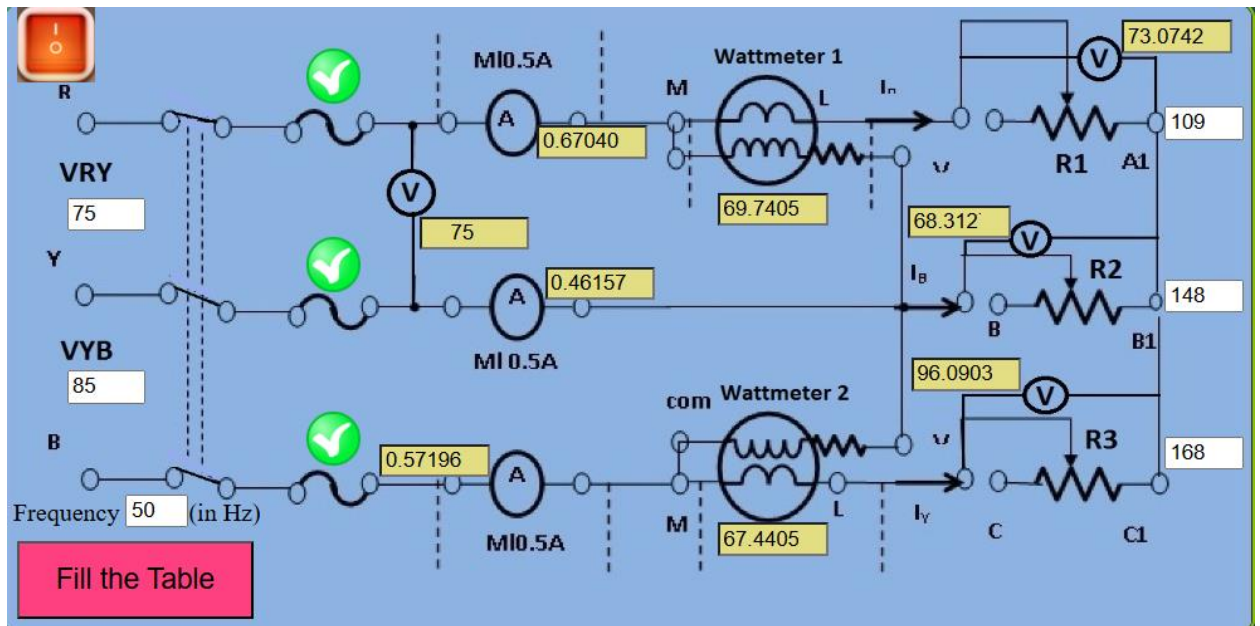 I
O
R
VRY
75
Y
VYB
85
B
Frequency 50 (in Hz)
Fill the Table
MI0.5A
A
0.67040
V
75
A
0.46157
MI 0.5A
0.57196
A
MI0.5A
Wattmeter 1
M
L
69.7405
com
Wattmeter 2
M
L
67.4405
V
73.0742
R1
A1
109
68.312
V
I_B
R2
B
B1
148
96.0903
V
I_Y
R3
C
C1
168